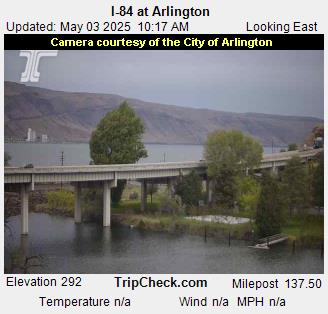 I-84 at Arlington
Updated: May 03 2025 10:17 AM Looking East
Camera courtesy of the City of Arlington
Elevation 292 TripCheck.com Milepost 137.50
Temperature n/a Wind n/a MPH n/a